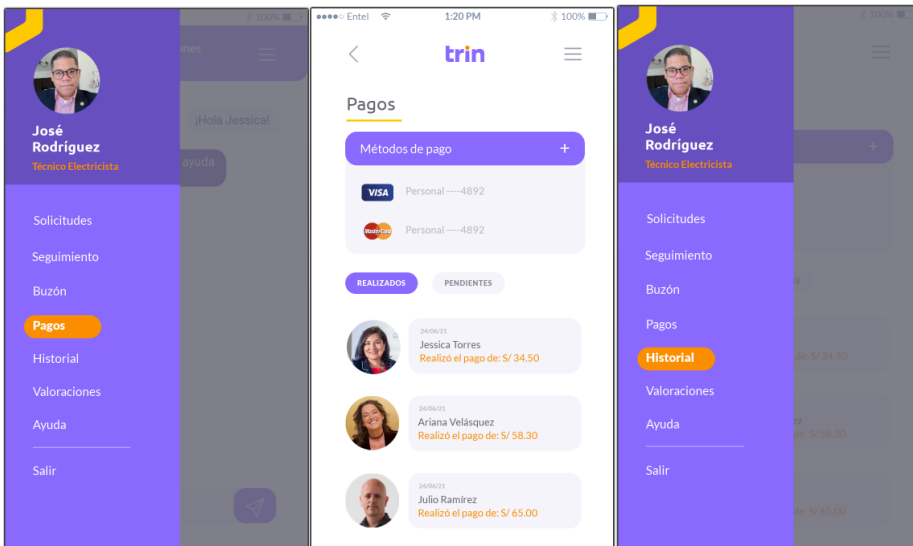 100%
ones
¡Hola Jessica!
ayuda
José
Rodríguez
Técnico Electricista
Solicitudes
Seguimiento
Buzón
Pagos
Historial
Valoraciones
Ayuda
Salir
Entel
1:20 PM
100%
trin
Pagos
Métodos de pago +
VISA Personal ----4892
MasterCard Personal ----4892
REALIZADOS PENDIENTES
24/06/21
Jessica Torres
Realizó el pago de: S/ 34.50
24/06/21
Ariana Velásquez
Realizó el pago de: S/ 58.30
24/06/21
Julio Ramírez
Realizó el pago de: S/ 65.00
100%
José
Rodríguez
Técnico Electricista
+
Solicitudes
Seguimiento
Buzón
Pagos
Historial
Valoraciones
Ayuda
Salir
de: S/ 34.50
de: S/ 58.30
de: S/ 65.00